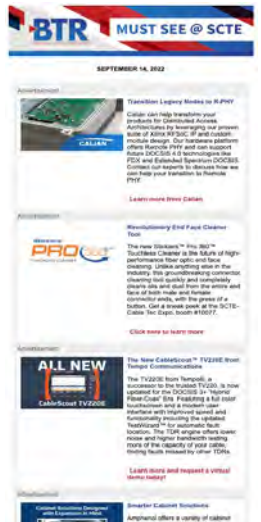 BTR
MUST SEE @ SCTE
SEPTEMBER 14, 2022
Advertisement
Transition Legacy Nodes to R-PHY
CALIAN
Calian can help transform your
products for Distributed Access
Architectures by leveraging our proven
suite of Xilinx RFSoC IP and custom
module design. Our hardware platform
offers Remote PHY and can support
future DOCSIS 4.0 technologies like
FDX and Extended Spectrum DOCSIS.
Contact our experts to discuss how we
can help your transition to Remote
PHY.
Learn more from Calian
Advertisement
Revolutionary End Face Cleaner
Tool
PRO360
The new Sticklers™ Pro 360™
Touchless Cleaner is the future of high-
performance fiber optic end face
cleaning. Unlike anything else in the
industry, this groundbreaking connector
cleaning tool quickly and completely
cleans oils and dust from the entire end
face of both male and female
connector ends, with the press of a
button. Get a sneak peek at the SCTE-
Cable Tec Expo, booth #10077.
Click here to learn more
Advertisement
The New CableScout™ TV220E from
Tempo Communications
ALL NEW
CableScout TV220E
The TV220E from Tempo®, a
successor to the trusted TV220, is now
updated for the DOCSIS 3+ "Hybrid
Fiber-Coax" Era. Featuring a full color
touchscreen and a modern user
interface with improved speed and
functionality including the updated
TestWizard™ for automatic fault
location. The TDR engine offers lower
noise and higher bandwidth testing
more of the capacity of your cable,
finding faults missed by other TDRs.
Learn more and request a virtual
demo today!
Advertisement
Smarter Cabinet Solutions
Cabinet Solutions Designed
with Expansion in Mind
Amphenol offers a variety of cabinet